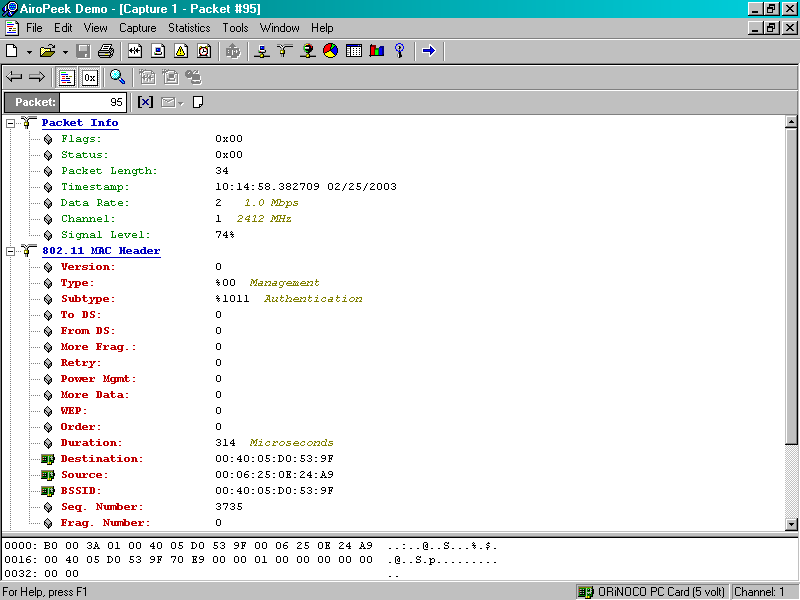 AiroPeek Demo - [Capture 1 - Packet #95]
File Edit View Capture Statistics Tools Window Help
0x
Packet: 95 [x]
Packet Info
Flags: 0x00
Status: 0x00
Packet Length: 34
Timestamp: 10:14:58.382709 02/25/2003
Data Rate: 2 1.0 Mbps
Channel: 1 2412 MHz
Signal Level: 74%
802.11 MAC Header
Version: 0
Type: %00 Management
Subtype: %1011 Authentication
To DS: 0
From DS: 0
More Frag.: 0
Retry: 0
Power Mgmt: 0
More Data: 0
WEP: 0
Order: 0
Duration: 314 Microseconds
Destination: 00:40:05:D0:53:9F
Source: 00:06:25:0E:24:A9
BSSID: 00:40:05:D0:53:9F
Seq. Number: 3735
Frag. Number: 0
0000: B0 00 3A 01 00 40 05 D0 53 9F 00 06 25 0E 24 A9 ..:..@..S...%.$.
0016: 00 40 05 D0 53 9F 70 E9 00 00 01 00 00 00 00 00 .@..S.p.........
0032: 00 00 ..
For Help, press F1 ORiNOCO PC Card (5 volt) Channel: 1